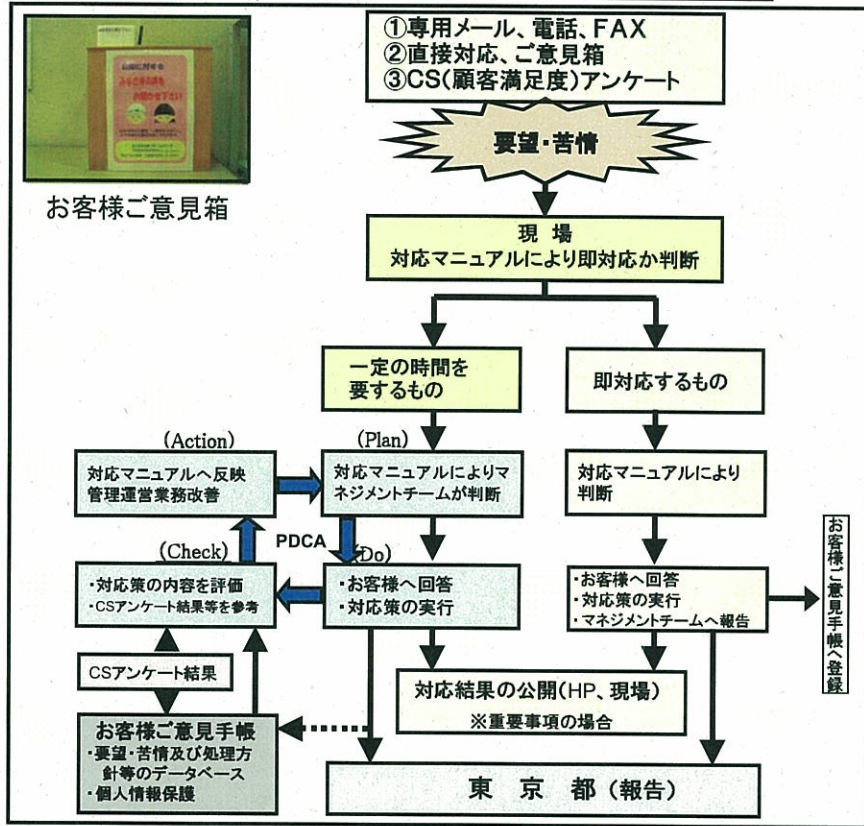 ①専用メール、電話、FAX
②直接対応、ご意見箱
③CS(顧客満足度)アンケート
要望・苦情
お客様ご意見箱
現 場
対応マニュアルにより即対応か判断
一定の時間を
要するもの
即対応するもの
(Action)
対応マニュアルへ反映
管理運営業務改善
(Plan)
対応マニュアルによりマ
ネジメントチームが判断
対応マニュアルにより
判断
PDCA
(Check)
・対応策の内容を評価
・CSアンケート結果等を参考
(Do)
・お客様へ回答
・対応策の実行
・お客様へ回答
・対応策の実行
・マネジメントチームへ報告
お客様ご意見手帳へ登録
CSアンケート結果
対応結果の公開(HP、現場)
※重要事項の場合
お客様ご意見手帳
・要望・苦情及び処理方
針等のデータベース
・個人情報保護
東 京 都 (報告)